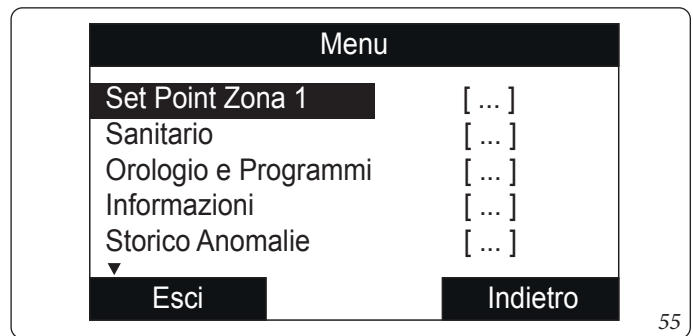 Menu
Set Point Zona 1 [ ... ]
Sanitario [ ... ]
Orologio e Programmi [ ... ]
Informazioni [ ... ]
Storico Anomalie [ ... ]
▼
Esci Indietro
55